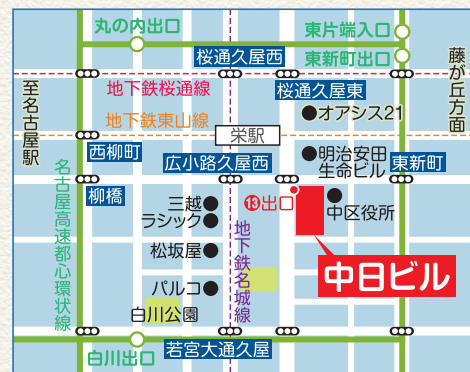 丸の内出口
東片端入口
桜通久屋西
東新町出口
地下鉄桜通線
桜通久屋東
藤が丘方面
至名古屋駅
オアシス21
地下鉄東山線
栄駅
西柳町
広小路久屋西
明治安田
生命ビル
東新町
名古屋高速都心環状線
柳橋
三越
⓭出口
中区役所
ラシック
地下鉄名城線
松坂屋
中日ビル
パルコ
白川公園
白川出口
若宮大通久屋